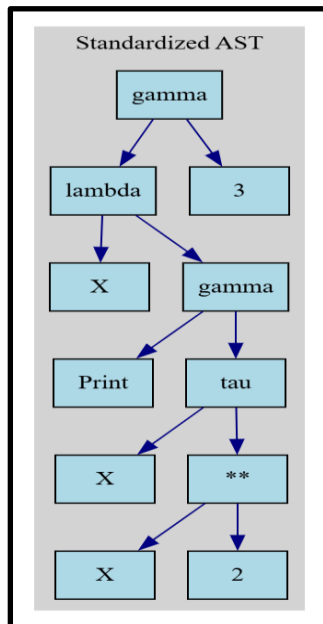 Standardized AST
gamma
lambda 3
X gamma
Print tau
X **
X 2